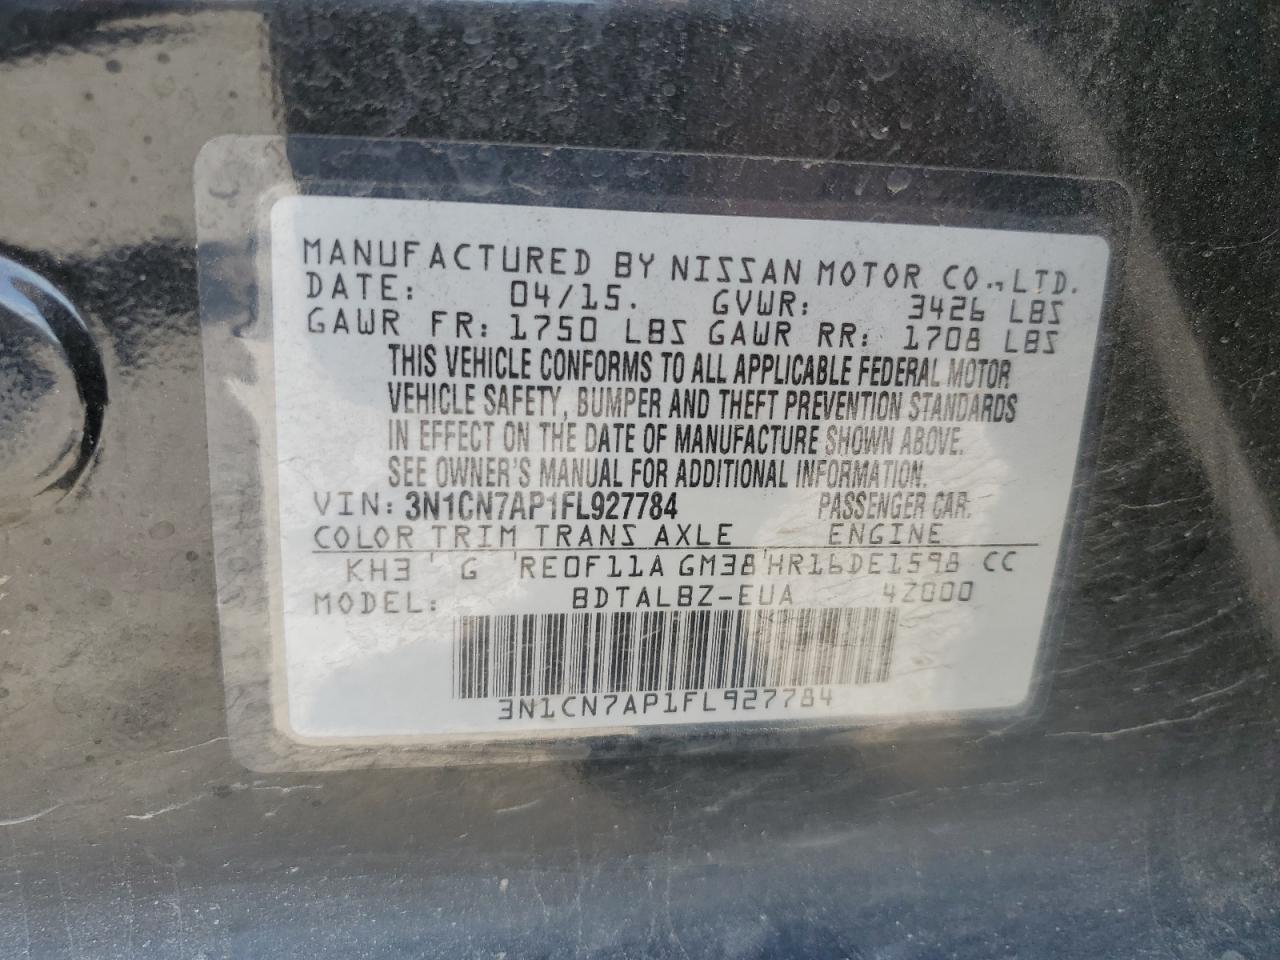 MANUFACTURED BY NISSAN MOTOR CO.,LTD.
DATE: 04/15. GVWR: 3426 LBS
GAWR FR: 1750 LBS GAWR RR: 1708 LBS
THIS VEHICLE CONFORMS TO ALL APPLICABLE FEDERAL MOTOR
VEHICLE SAFETY, BUMPER AND THEFT PREVENTION STANDARDS
IN EFFECT ON THE DATE OF MANUFACTURE SHOWN ABOVE.
SEE OWNER'S MANUAL FOR ADDITIONAL INFORMATION.
VIN: 3N1CN7AP1FL927784 PASSENGER CAR.
COLOR TRIM TRANS AXLE ENGINE
KH3 ' G 'RE0F11A GM38'HR16DE1598 CC
MODEL: BDTALBZ-EUA 4Z000
3N1CN7AP1FL927784